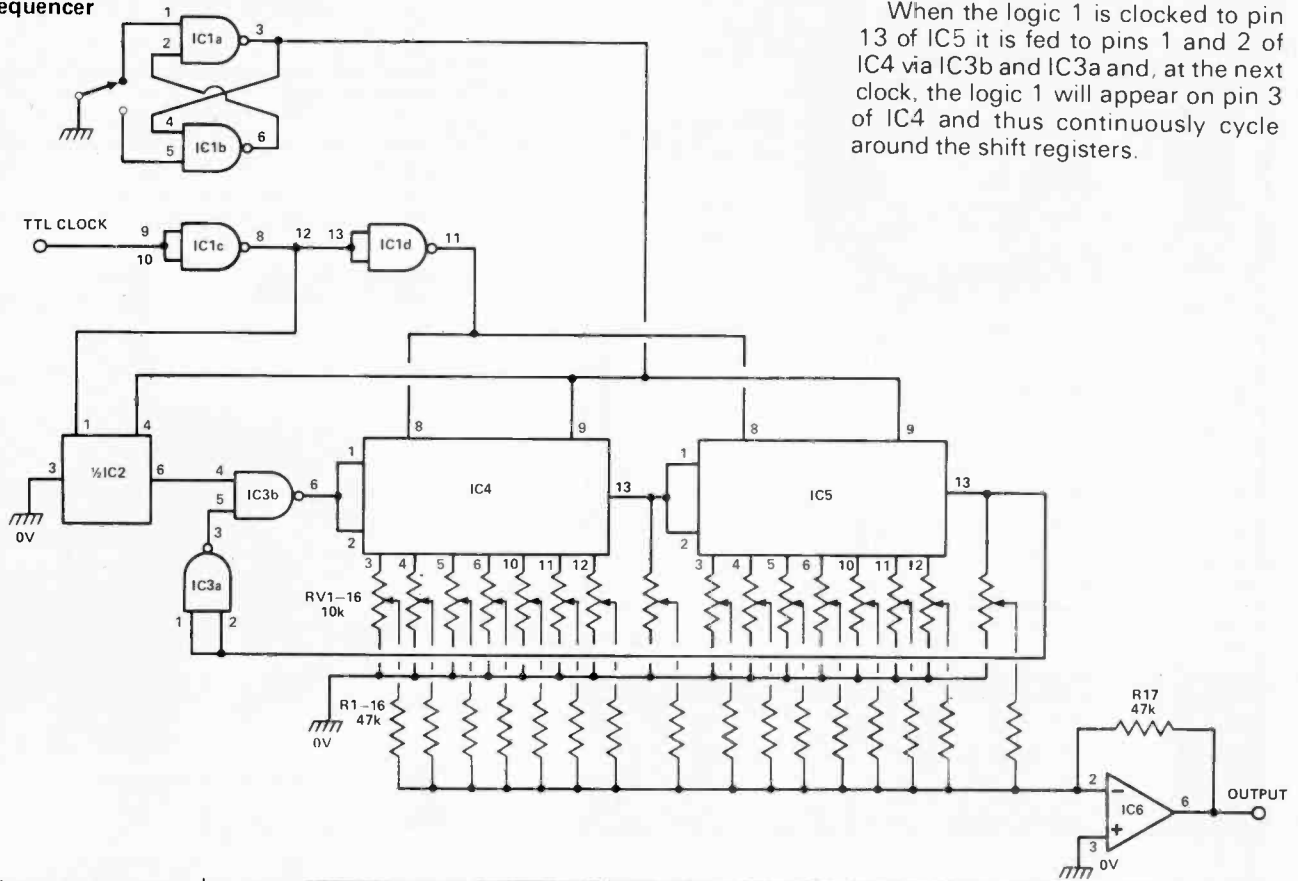 equencer
When the logic 1 is clocked to pin
13 of IC5 it is fed to pins 1 and 2 of
IC4 via IC3b and IC3a and, at the next
clock, the logic 1 will appear on pin 3
of IC4 and thus continuously cycle
around the shift registers.
1
IC1a
3
2
4
6
IC1b
5
TTL CLOCK
9
IC1c
8
12
13
IC1d
11
10
1
4
8
9
8
9
3
½IC2
6
4
IC3b
6
1
IC4
13
1
IC5
13
5
0V
3
2
2
IC3a
3 4 5 6 10 11 12
3 4 5 6 10 11 12
RV1–16
10k
1
2
R1–16
47k
0V
R17
47k
2
–
IC6
6
OUTPUT
+
3
0V